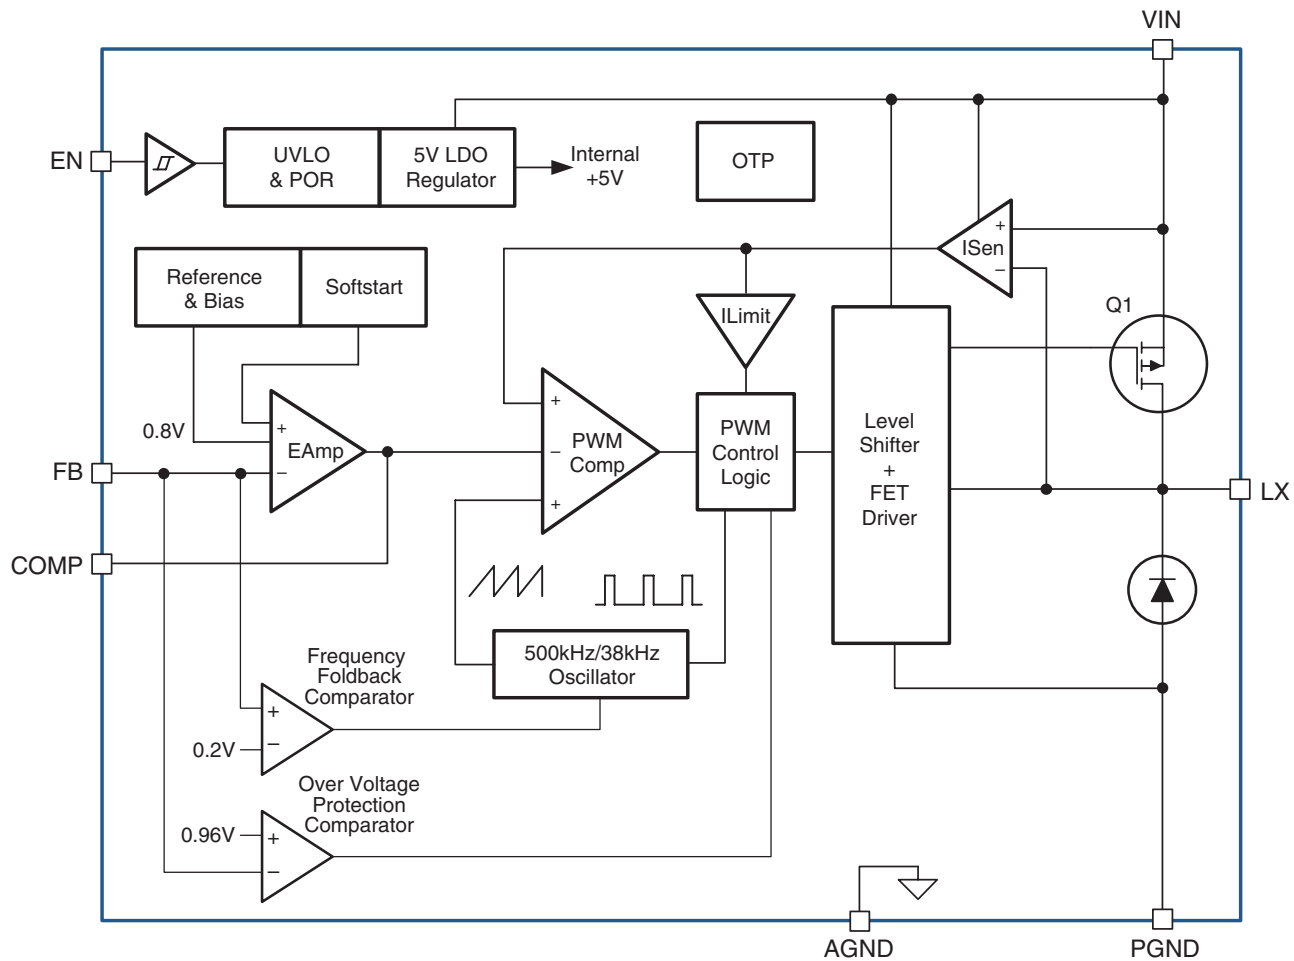 VIN
EN
UVLO
& POR
5V LDO
Regulator
Internal
+5V
OTP
+
ISen
−
Reference
& Bias
Softstart
ILimit
Q1
+
0.8V
EAmp
−
+
PWM
Comp
−
+
PWM
Control
Logic
Level
Shifter
+
FET
Driver
FB
LX
COMP
500kHz/38kHz
Oscillator
Frequency
Foldback
Comparator
+
0.2V
−
Over Voltage
Protection
Comparator
0.96V
+
−
AGND
PGND